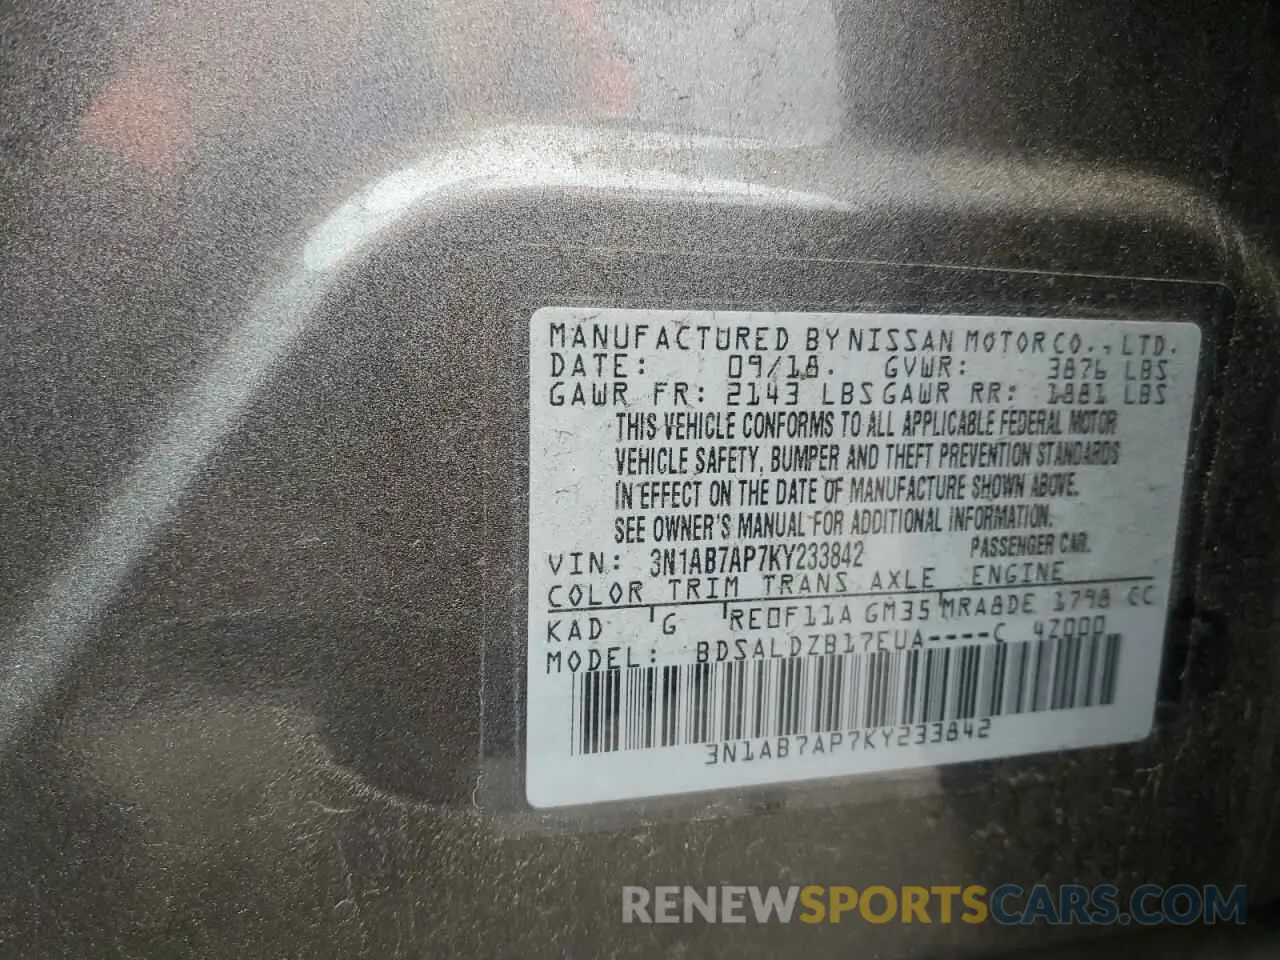 MANUFACTURED BY NISSAN MOTOR CO., LTD.
DATE: 09/18. GVWR: 3876 LBS
GAWR FR: 2143 LBS GAWR RR: 1881 LBS
THIS VEHICLE CONFORMS TO ALL APPLICABLE FEDERAL MOTOR
VEHICLE SAFETY, BUMPER AND THEFT PREVENTION STANDARDS
IN EFFECT ON THE DATE OF MANUFACTURE SHOWN ABOVE.
SEE OWNER'S MANUAL FOR ADDITIONAL INFORMATION.
VIN: 3N1AB7AP7KY233842 PASSENGER CAR.
COLOR TRIM TRANS AXLE ENGINE
KAD G RE0F11A GM35 MRA8DE 1798 CC
MODEL: BDSALDZB17EUA----C 42000
3N1AB7AP7KY233842
RENEWSPORTSCARS.COM